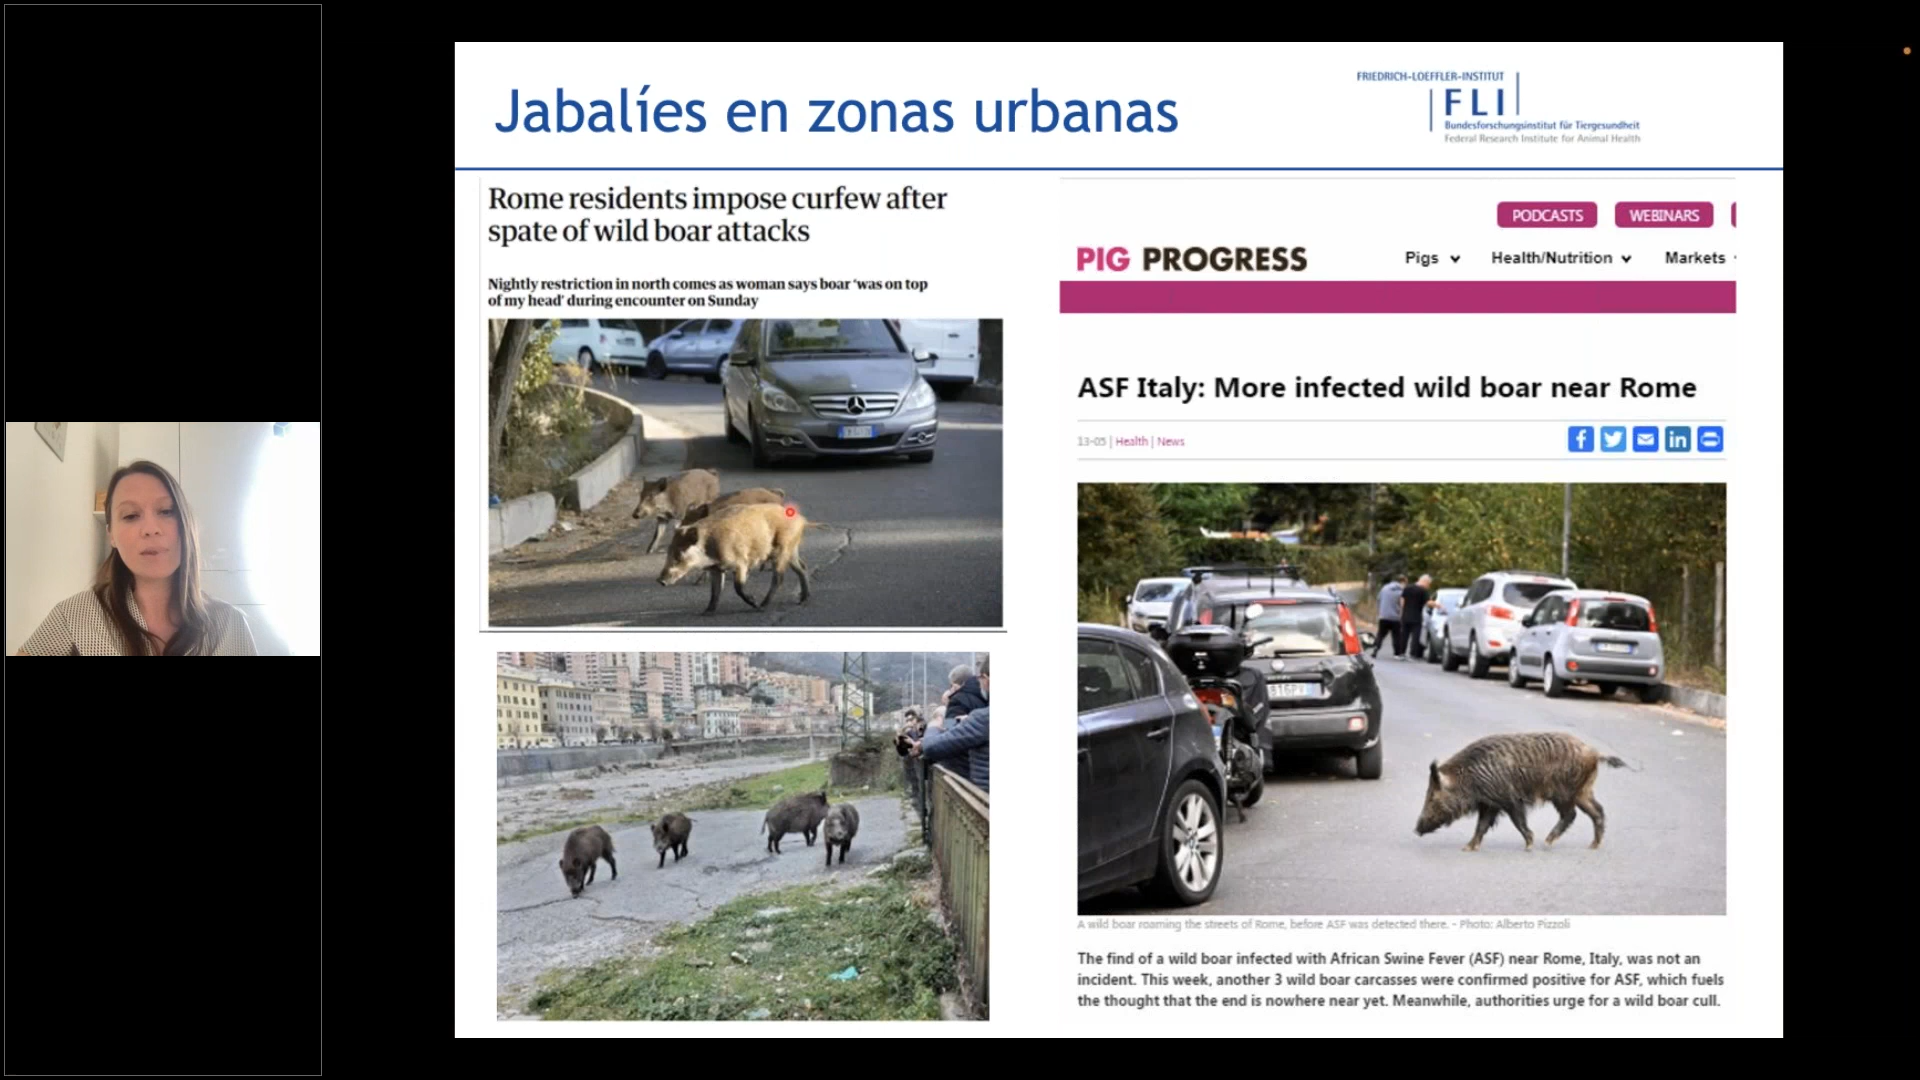 Jabalíes en zonas urbanas
FRIEDRICH-LOEFFLER-INSTITUT
FLI
Bundesforschungsinstitut für Tiergesundheit
Federal Research Institute for Animal Health
Rome residents impose curfew after
spate of wild boar attacks
Nightly restriction in north comes as woman says boar ‘was on top
of my head’ during encounter on Sunday
PODCASTS WEBINARS
PIG PROGRESS
Pigs Health/Nutrition Markets
ASF Italy: More infected wild boar near Rome
13-05 | Health | News
A wild boar roaming the streets of Rome, before ASF was detected there. - Photo: Alberto Pizzoli
The find of a wild boar infected with African Swine Fever (ASF) near Rome, Italy, was not an
incident. This week, another 3 wild boar carcasses were confirmed positive for ASF, which fuels
the thought that the end is nowhere near yet. Meanwhile, authorities urge for a wild boar cull.